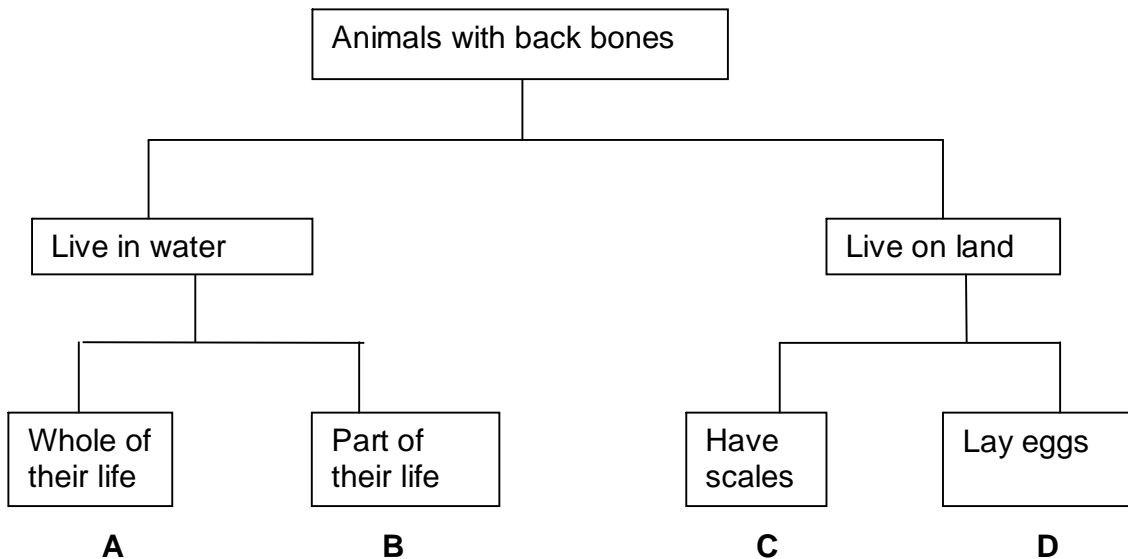 Animals with back bones
Live in water
Live on land
Whole of
their life
Part of
their life
Have
scales
Lay eggs
A
B
C
D